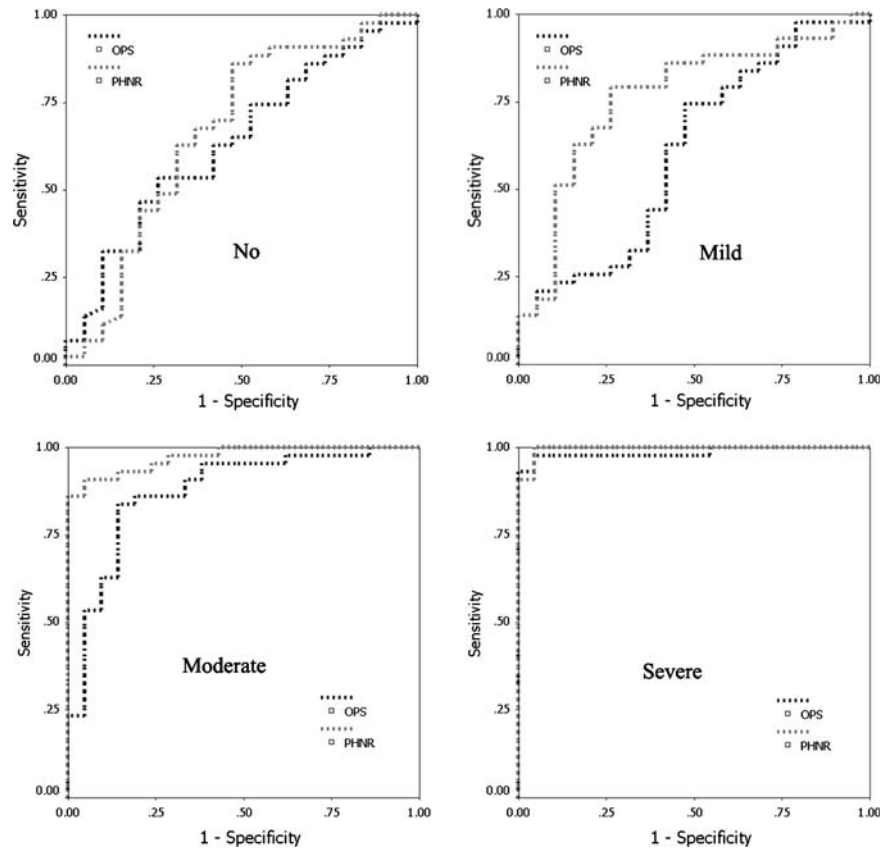 1.00
OPS
PHNR
.75
Sensitivity
.50
No
.25
0.00
0.00 .25 .50 .75 1.00
1 - Specificity
1.00
OPS
PHNR
.75
Sensitivity
.50
Mild
.25
0.00
0.00 .25 .50 .75 1.00
1 - Specificity
1.00
.75
Sensitivity
.50
Moderate
.25
OPS
PHNR
0.00
0.00 .25 .50 .75 1.00
1 - Specificity
1.00
.75
Sensitivity
.50
Severe
.25
OPS
PHNR
0.00
0.00 .25 .50 .75 1.00
1 - Specificity